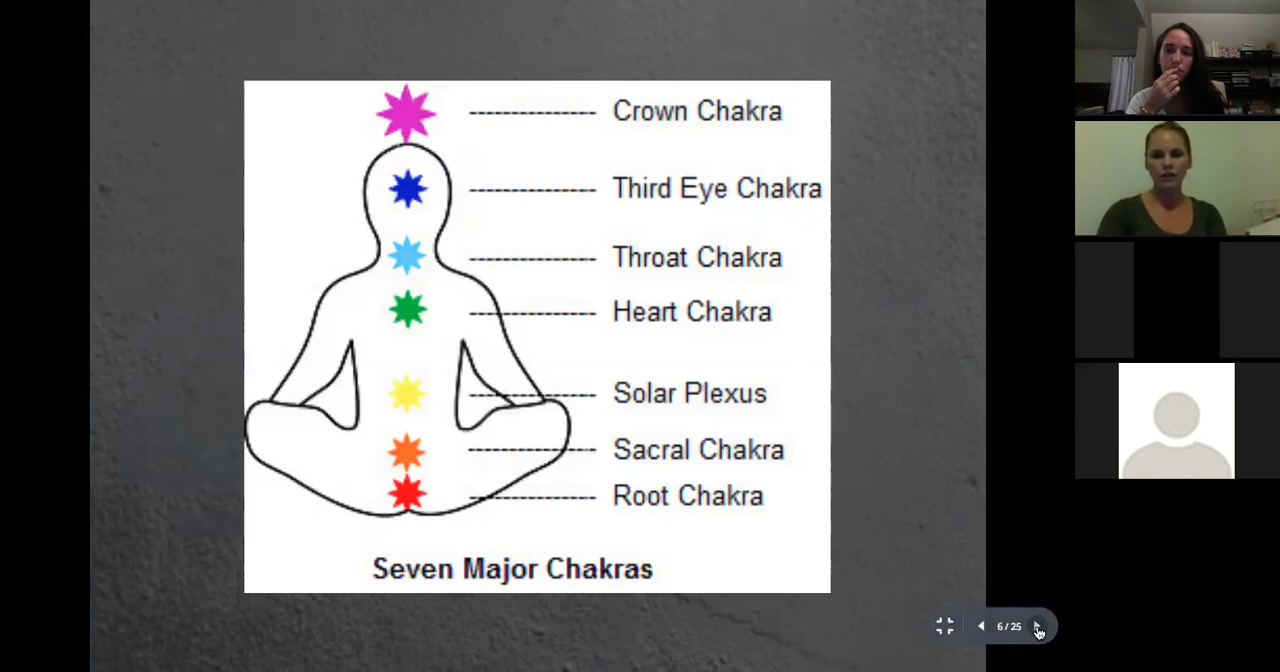 Crown Chakra
Third Eye Chakra
Throat Chakra
Heart Chakra
Solar Plexus
Sacral Chakra
Root Chakra
Seven Major Chakras
6 / 25